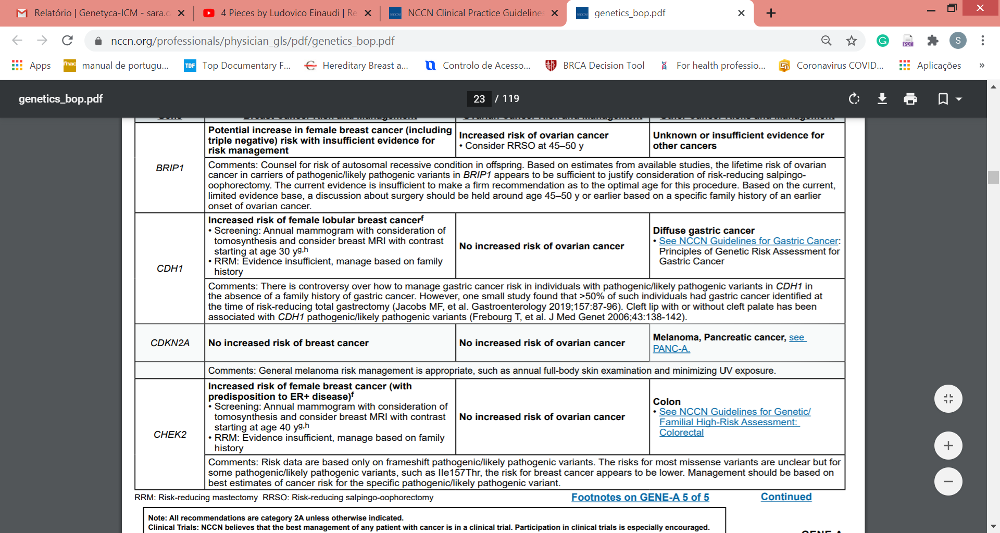 Relatório | Genetyca-ICM - sara.c
4 Pieces by Ludovico Einaudi | Re
NCCN Clinical Practice Guidelines
genetics_bop.pdf
nccn.org/professionals/physician_gls/pdf/genetics_bop.pdf
S
Apps
manual de portugu...
TDF Top Documentary F...
Hereditary Breast a...
Controlo de Acesso...
BRCA Decision Tool
For health professio...
Coronavirus COVID...
Aplicações
»
genetics_bop.pdf
23 / 119
Gene
Breast Cancer Risk and Management
Ovarian Cancer Risk and Management
Other Cancer Risks and Management
BRIP1
Potential increase in female breast cancer (including
triple negative) risk with insufficient evidence for
risk management
Increased risk of ovarian cancer
• Consider RRSO at 45–50 y
Unknown or insufficient evidence for
other cancers
Comments: Counsel for risk of autosomal recessive condition in offspring. Based on estimates from available studies, the lifetime risk of ovarian
cancer in carriers of pathogenic/likely pathogenic variants in BRIP1 appears to be sufficient to justify consideration of risk-reducing salpingo-
oophorectomy. The current evidence is insufficient to make a firm recommendation as to the optimal age for this procedure. Based on the current,
limited evidence base, a discussion about surgery should be held around age 45–50 y or earlier based on a specific family history of an earlier
onset of ovarian cancer.
CDH1
Increased risk of female lobular breast cancerf
• Screening: Annual mammogram with consideration of
tomosynthesis and consider breast MRI with contrast
starting at age 30 yg,h
• RRM: Evidence insufficient, manage based on family
history
No increased risk of ovarian cancer
Diffuse gastric cancer
• See NCCN Guidelines for Gastric Cancer:
Principles of Genetic Risk Assessment for
Gastric Cancer
Comments: There is controversy over how to manage gastric cancer risk in individuals with pathogenic/likely pathogenic variants in CDH1 in
the absence of a family history of gastric cancer. However, one small study found that >50% of such individuals had gastric cancer identified at
the time of risk-reducing total gastrectomy (Jacobs MF, et al. Gastroenterology 2019;157:87-96). Cleft lip with or without cleft palate has been
associated with CDH1 pathogenic/likely pathogenic variants (Frebourg T, et al. J Med Genet 2006;43:138-142).
CDKN2A
No increased risk of breast cancer
No increased risk of ovarian cancer
Melanoma, Pancreatic cancer, see
PANC-A.
Comments: General melanoma risk management is appropriate, such as annual full-body skin examination and minimizing UV exposure.
CHEK2
Increased risk of female breast cancer (with
predisposition to ER+ disease)f
• Screening: Annual mammogram with consideration of
tomosynthesis and consider breast MRI with contrast
starting at age 40 yg,h
• RRM: Evidence insufficient, manage based on family
history
No increased risk of ovarian cancer
Colon
• See NCCN Guidelines for Genetic/
Familial High-Risk Assessment:
Colorectal
Comments: Risk data are based only on frameshift pathogenic/likely pathogenic variants. The risks for most missense variants are unclear but for
some pathogenic/likely pathogenic variants, such as IIe157Thr, the risk for breast cancer appears to be lower. Management should be based on
best estimates of cancer risk for the specific pathogenic/likely pathogenic variant.
RRM: Risk-reducing mastectomy RRSO: Risk-reducing salpingo-oophorectomy
Footnotes on GENE-A 5 of 5
Continued
Note: All recommendations are category 2A unless otherwise indicated.
Clinical Trials: NCCN believes that the best management of any patient with cancer is in a clinical trial. Participation in clinical trials is especially encouraged.
GENE-A